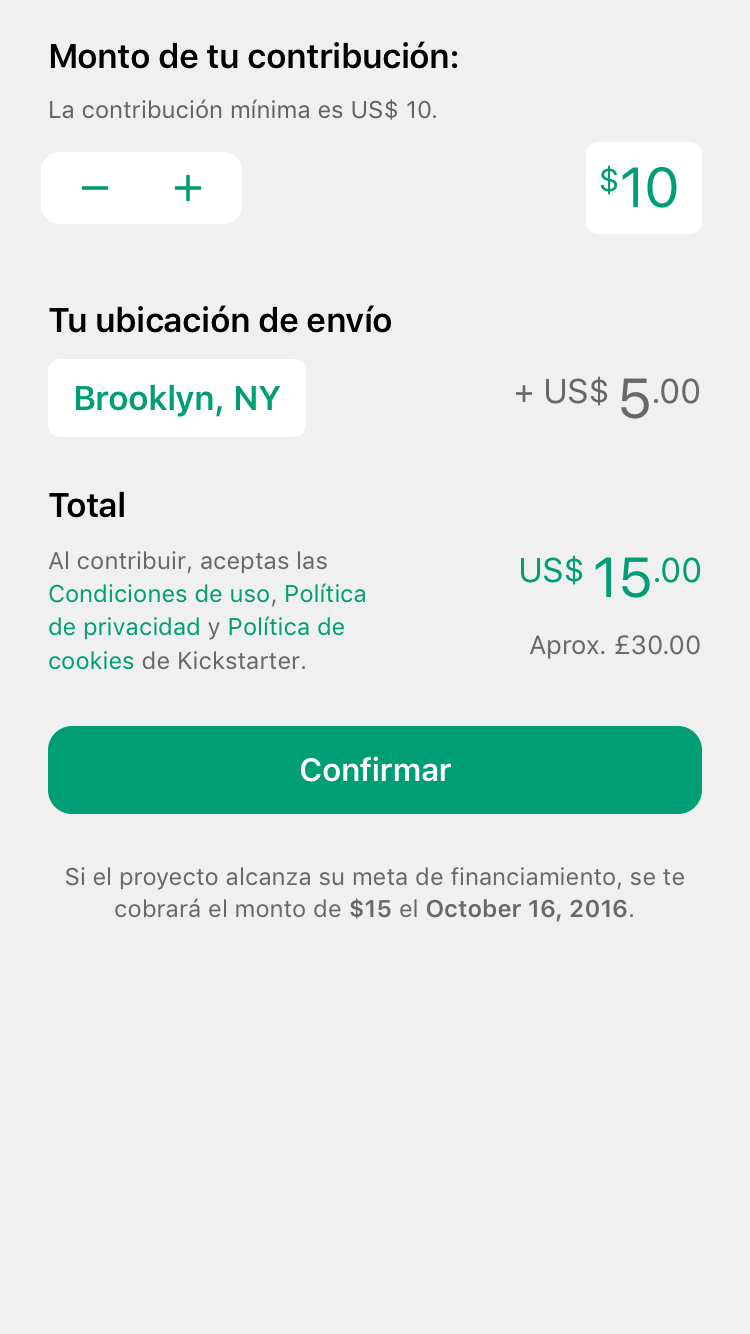 Monto de tu contribución:
La contribución mínima es US$ 10.
− +
$10
Tu ubicación de envío
Brooklyn, NY
+ US$ 5.00
Total
Al contribuir, aceptas las
Condiciones de uso, Política
de privacidad y Política de
cookies de Kickstarter.
US$ 15.00
Aprox. £30.00
Confirmar
Si el proyecto alcanza su meta de financiamiento, se te
cobrará el monto de $15 el October 16, 2016.